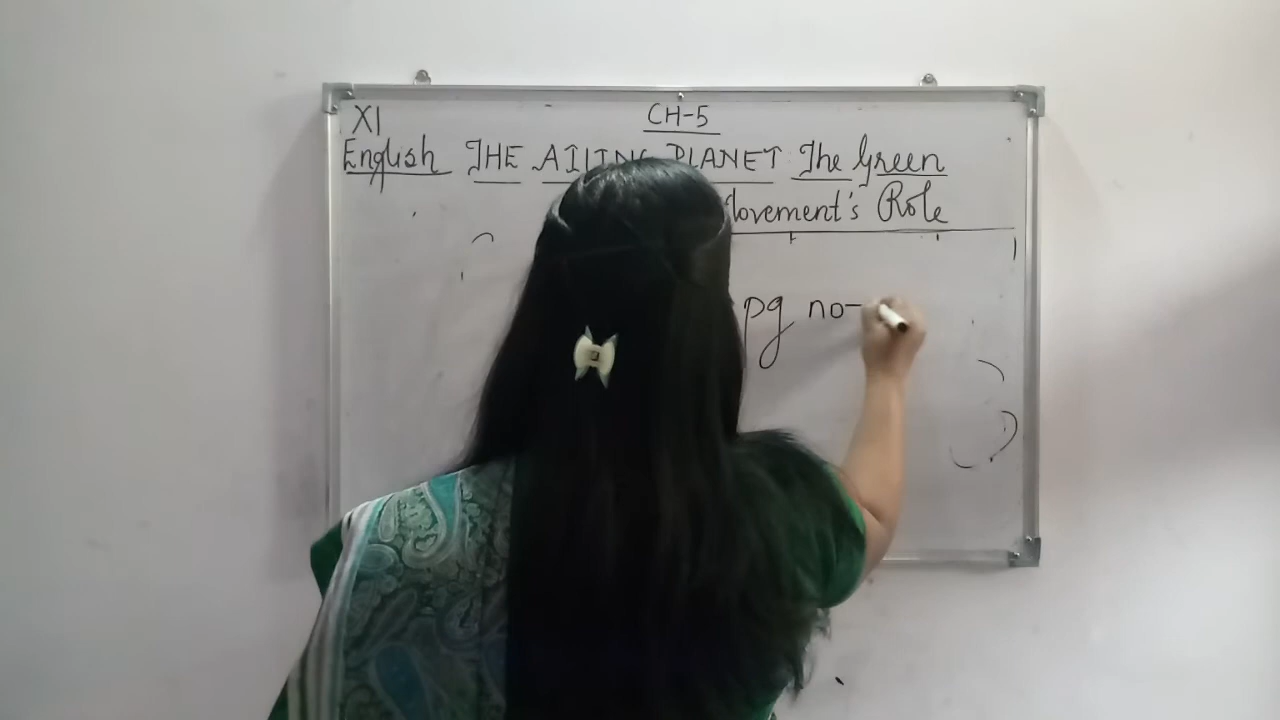 XI
CH-5
English THE AILING PLANET The Green
Movement's Role
pg no-